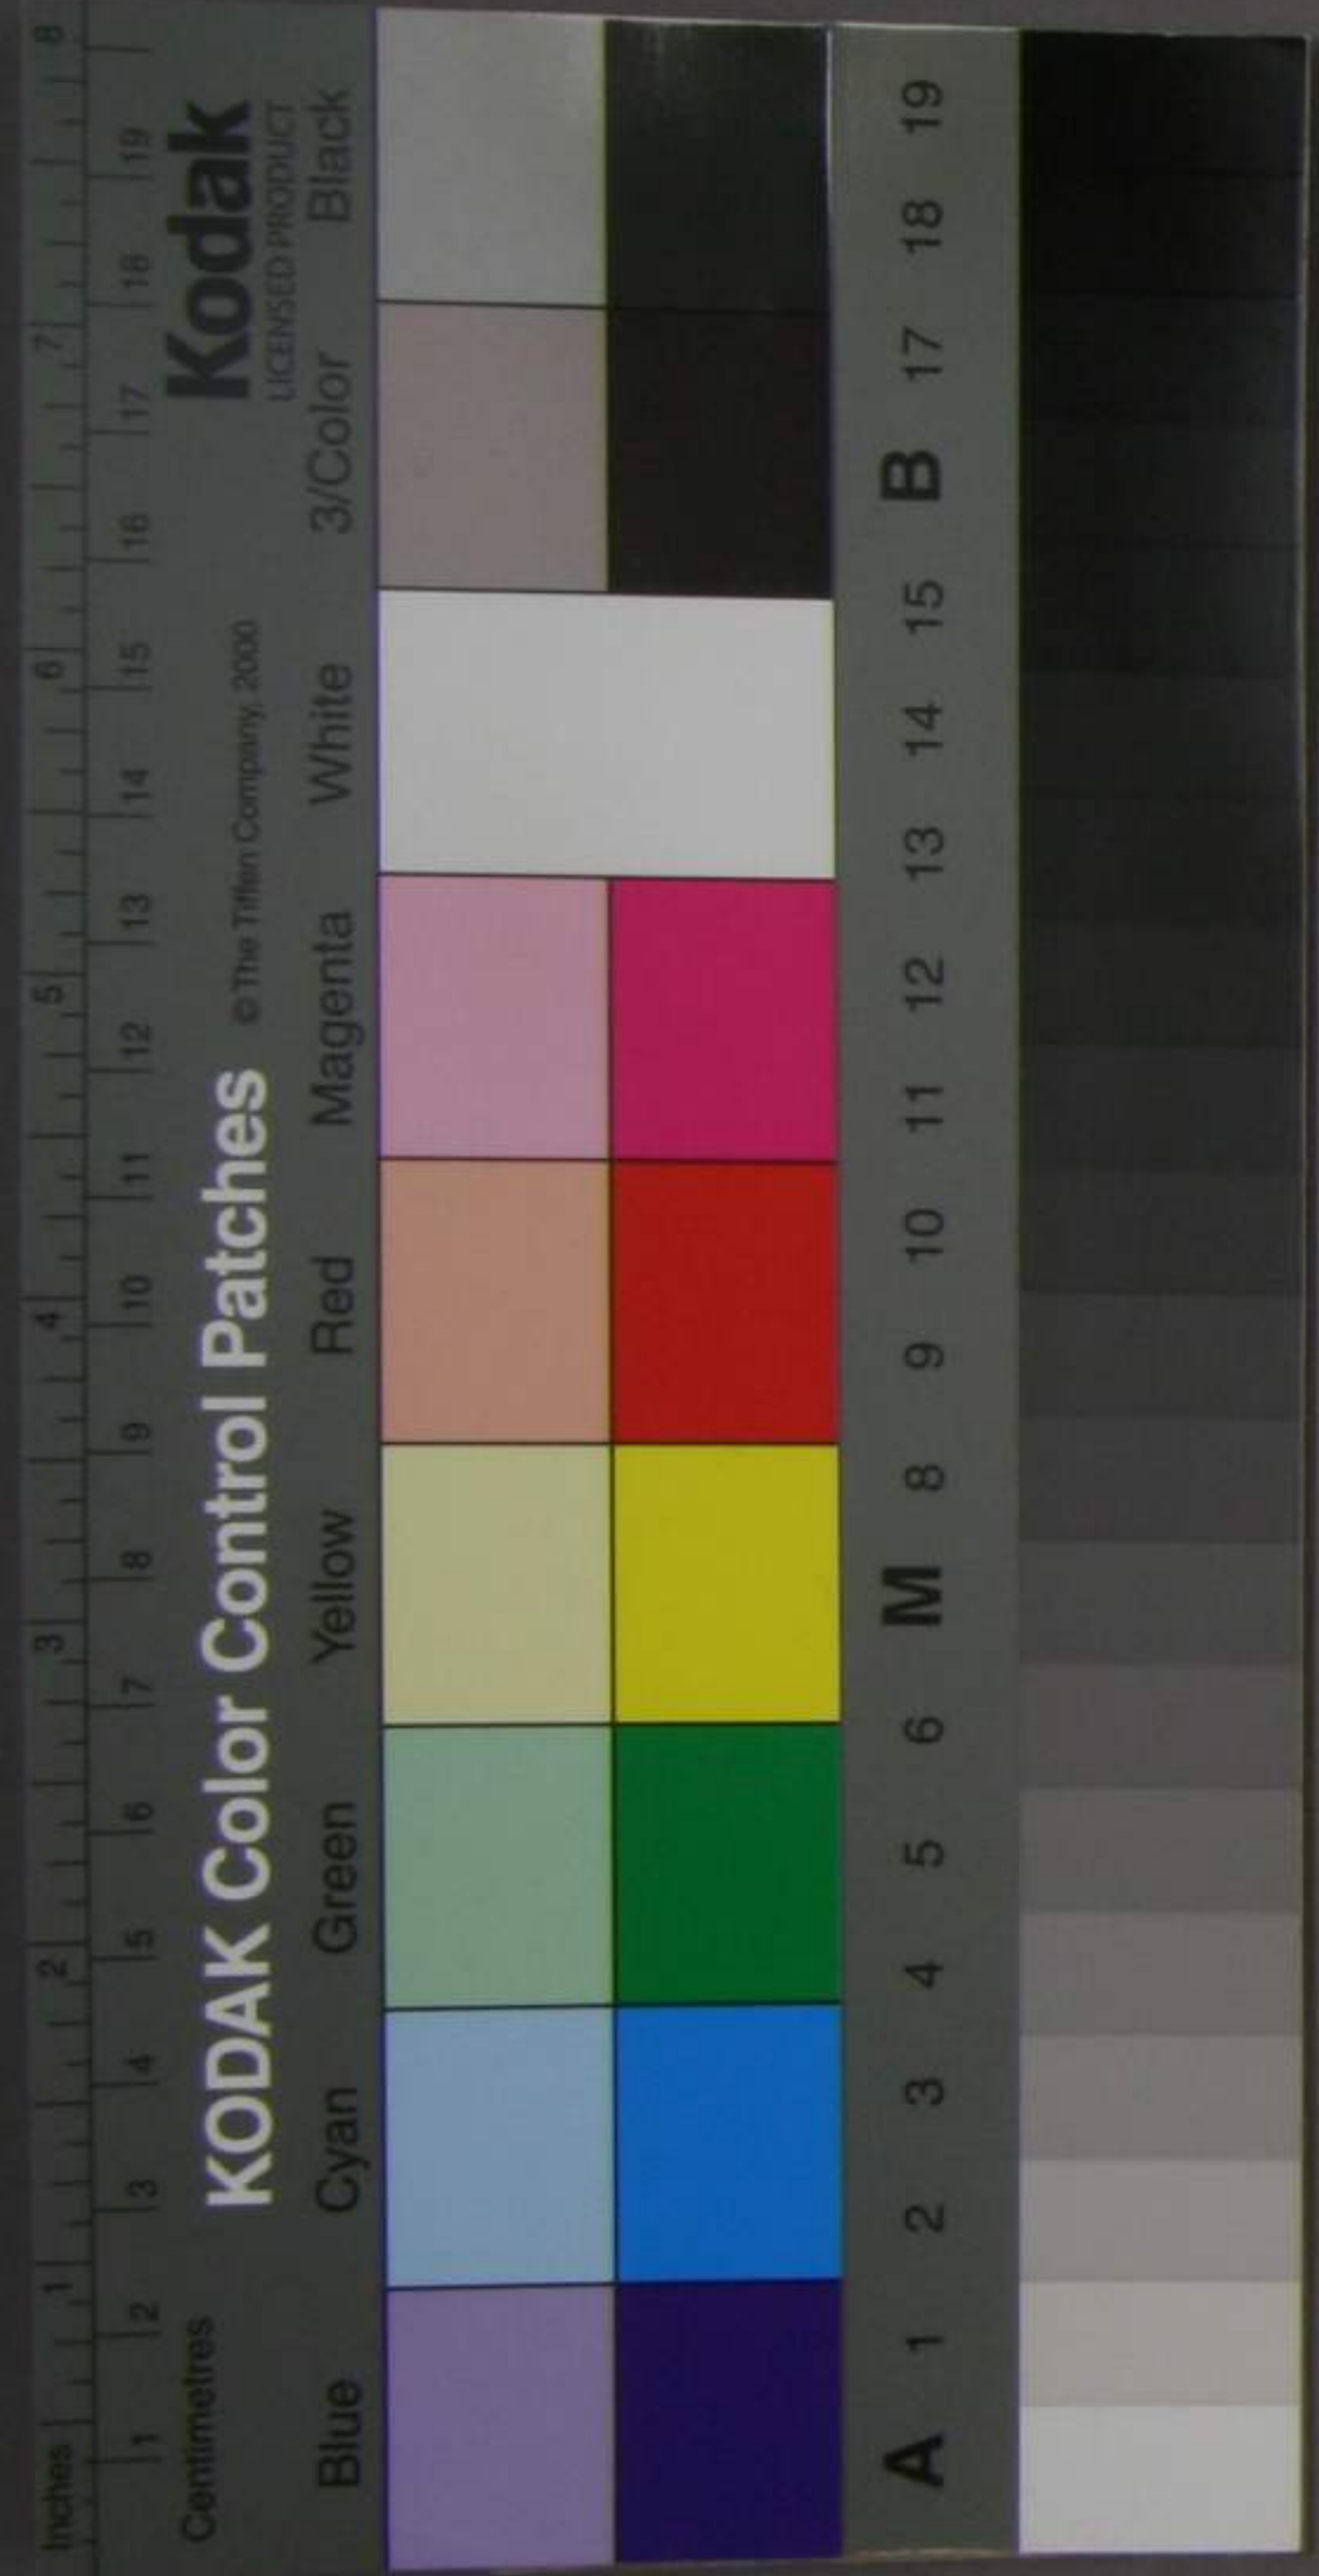 Inches 1 2 3 4 5 6 7 8
Centimetres 1 2 3 4 5 6 7 8 9 10 11 12 13 14 15 16 17 18 19
KODAK Color Control Patches © The Tiffen Company, 2000 Kodak
LICENSED PRODUCT
Blue Cyan Green Yellow Red Magenta White 3/Color Black
A 1 2 3 4 5 6 M 8 9 10 11 12 13 14 15 B 17 18 19